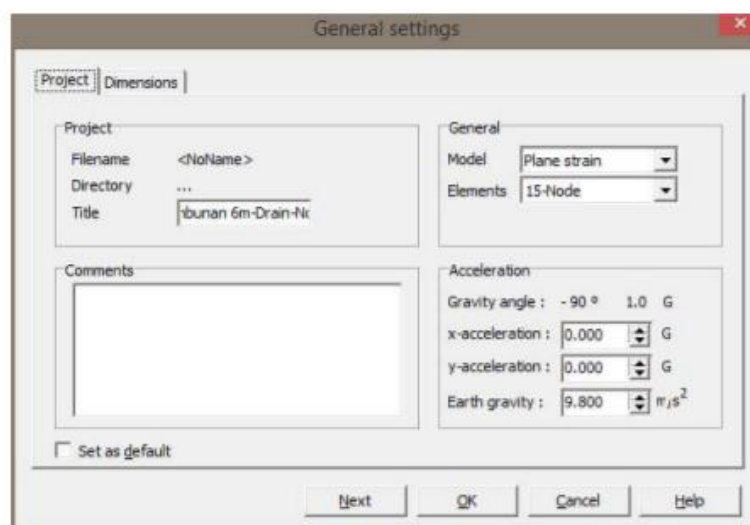 General settings
Project
Dimensions
Project
Filename <NoName>
Directory ...
Title bunan 6m-Drain-No
Comments
Set as default
General
Model Plane strain
Elements 15-Node
Acceleration
Gravity angle : - 90 º 1.0 G
x-acceleration : 0.000 G
y-acceleration : 0.000 G
Earth gravity : 9.800 m/s²
Next
OK
Cancel
Help